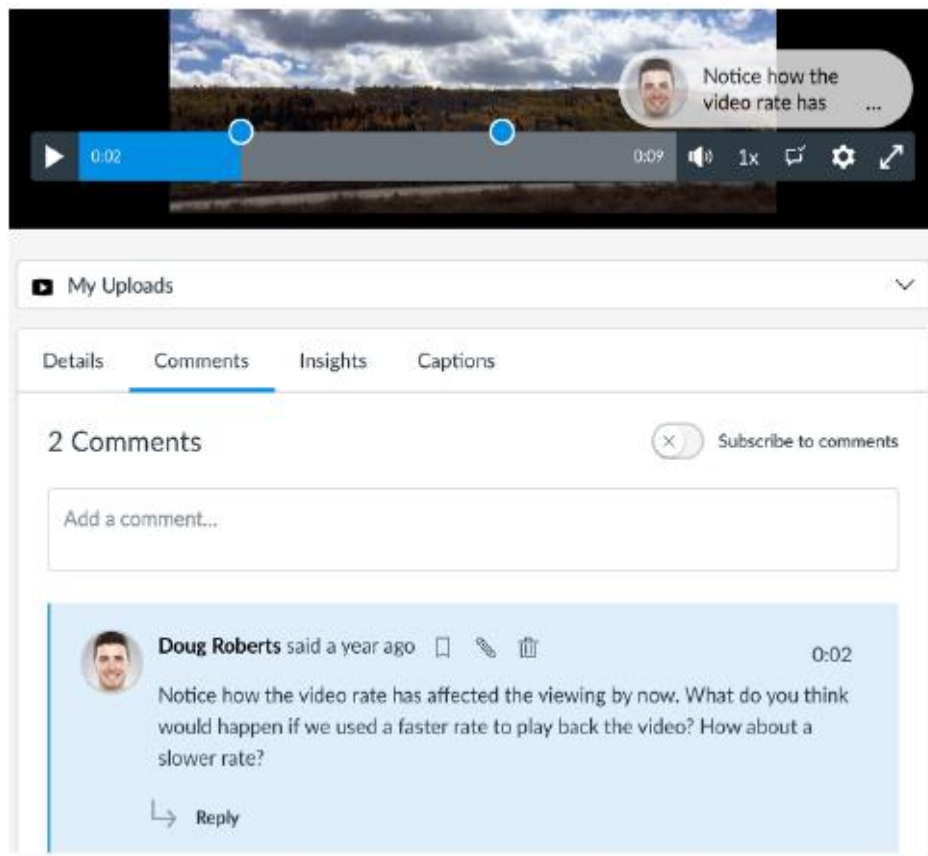 Notice how the
video rate has ...
0:02
0:09
1x
My Uploads
Details Comments Insights Captions
2 Comments
Subscribe to comments
Add a comment...
Doug Roberts said a year ago
0:02
Notice how the video rate has affected the viewing by now. What do you think
would happen if we used a faster rate to play back the video? How about a
slower rate?
Reply